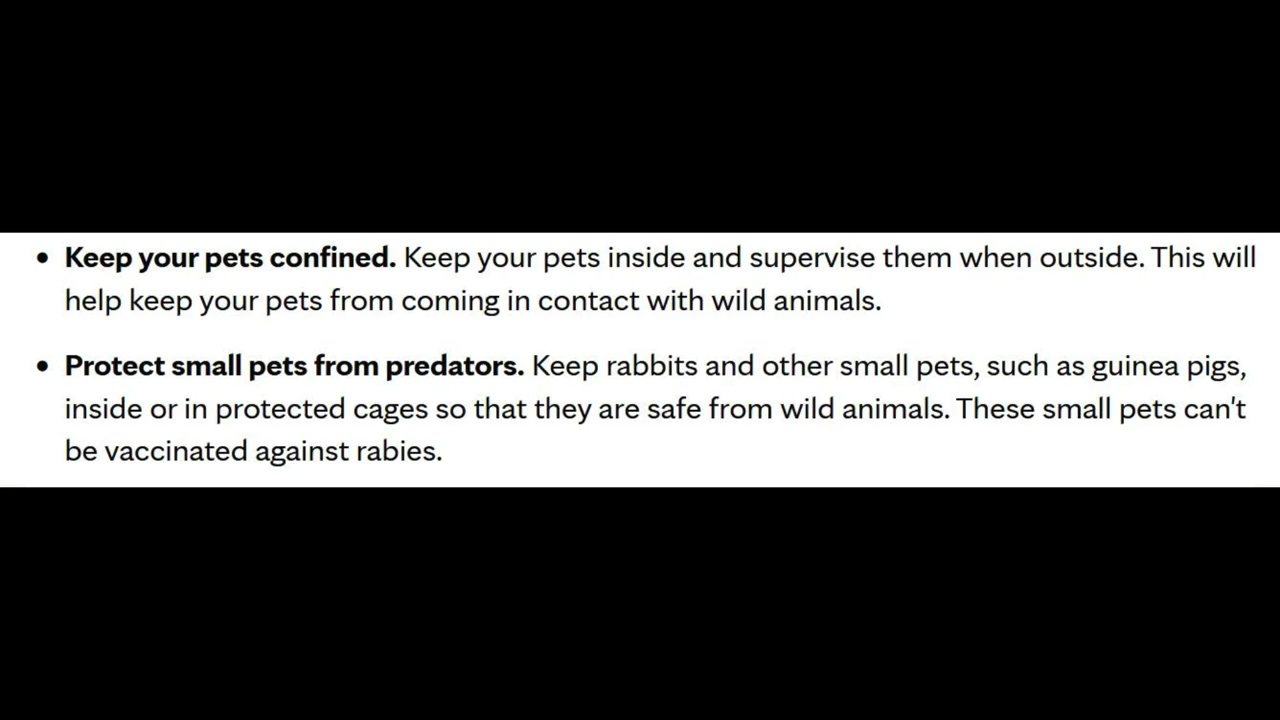 • Keep your pets confined. Keep your pets inside and supervise them when outside. This will
help keep your pets from coming in contact with wild animals.
• Protect small pets from predators. Keep rabbits and other small pets, such as guinea pigs,
inside or in protected cages so that they are safe from wild animals. These small pets can't
be vaccinated against rabies.